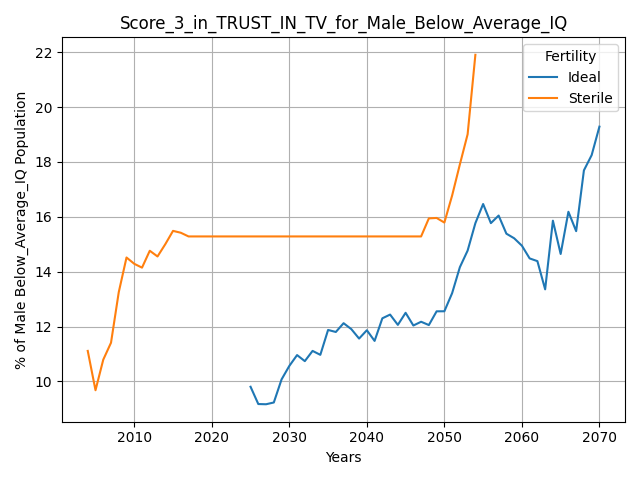 Score_3_in_TRUST_IN_TV_for_Male_Below_Average_IQ
% of Male Below_Average_IQ Population
22
20
18
16
14
12
10
Fertility
Ideal
Sterile
2010 2020 2030 2040 2050 2060 2070
Years